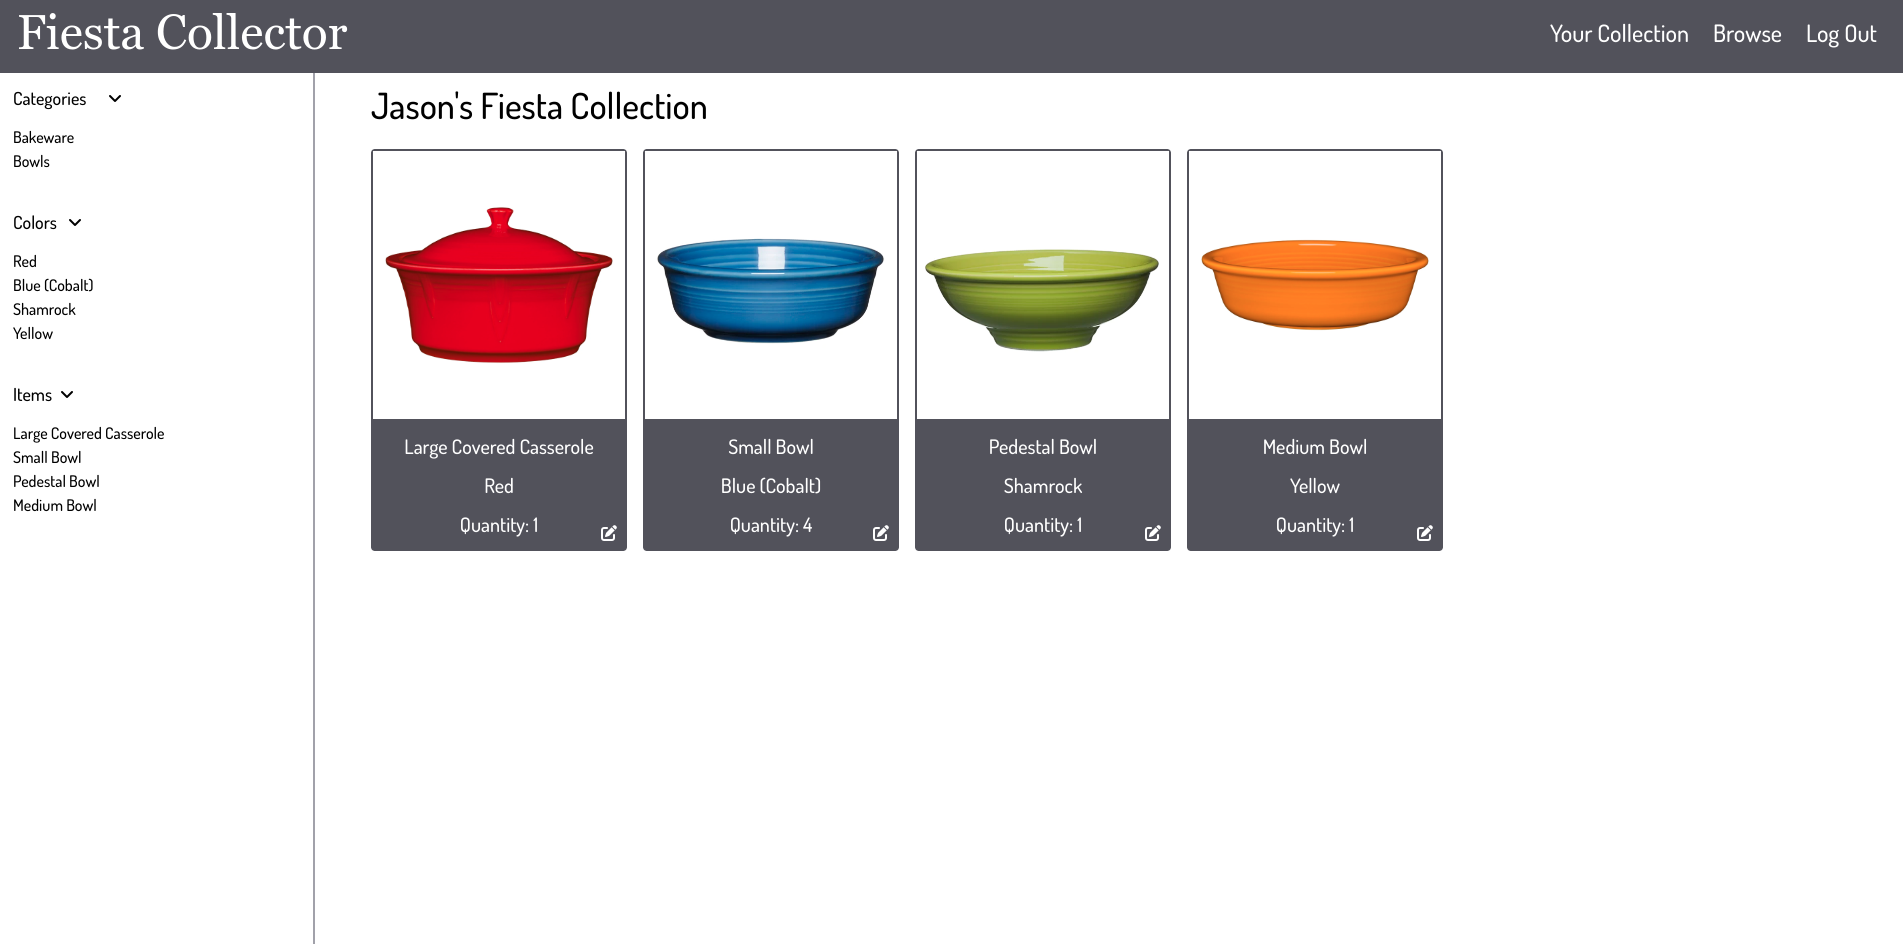 Fiesta Collector
Your Collection Browse Log Out
Categories
Bakeware
Bowls
Colors
Red
Blue (Cobalt)
Shamrock
Yellow
Items
Large Covered Casserole
Small Bowl
Pedestal Bowl
Medium Bowl
Jason's Fiesta Collection
Large Covered Casserole
Red
Quantity: 1
Small Bowl
Blue (Cobalt)
Quantity: 4
Pedestal Bowl
Shamrock
Quantity: 1
Medium Bowl
Yellow
Quantity: 1